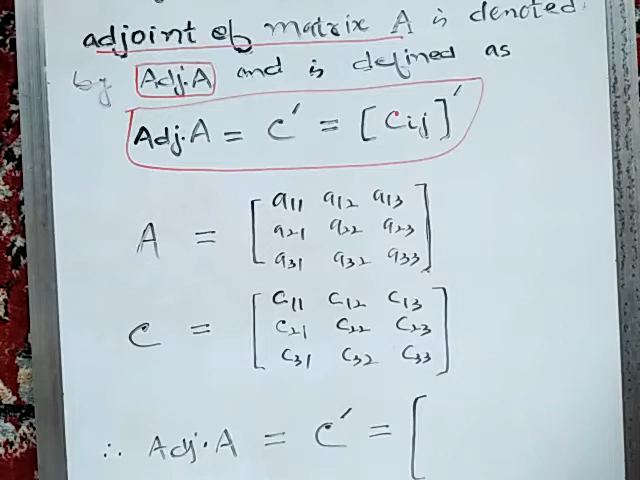 adjoint of matrix A is denoted
by Adj.A and is defined as
Adj.A = C' = [Cij]'
A = [a11 a12 a13
a21 a22 a23
a31 a32 a33]
C = [C11 C12 C13
C21 C22 C23
C31 C32 C33]
∴ Adj.A = C' = [